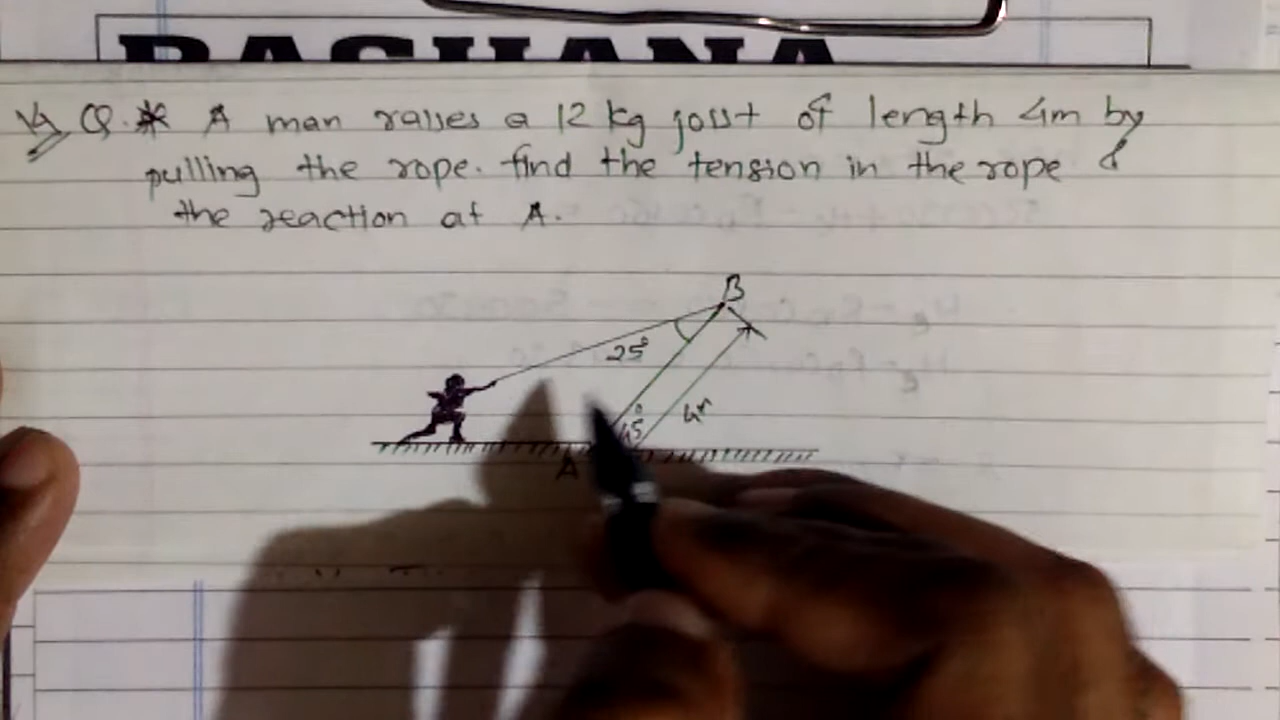 RACHANA
Q.* A man raises a 12 kg joist of length 4m by
pulling the rope. find the tension in the rope &
the reaction at A.
B
25°
4m
45°
A